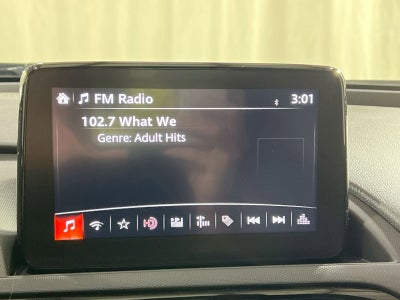 FM Radio 3:01
102.7 What We
Genre: Adult Hits